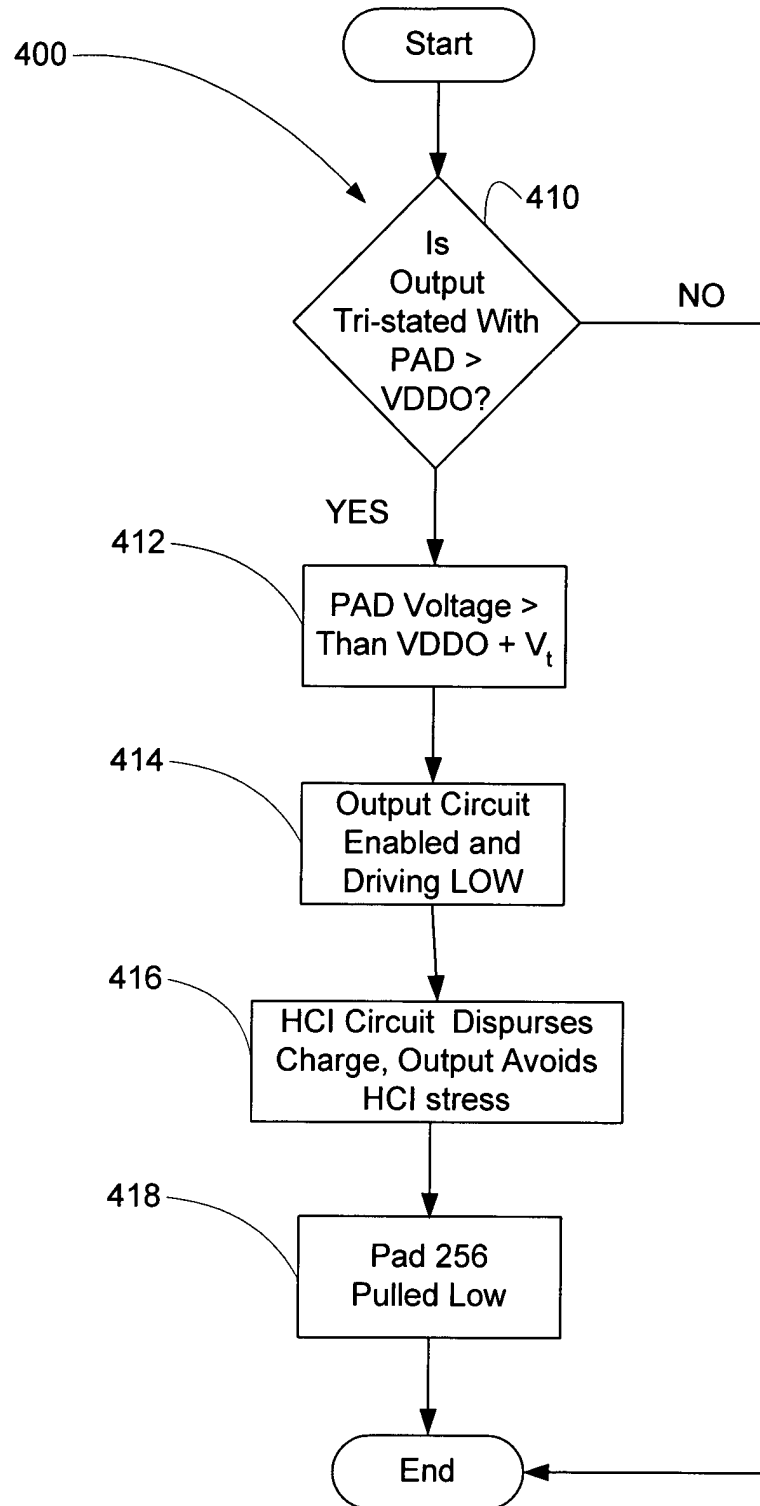 Start
400
410
Is
Output
Tri-stated With
PAD >
VDDO?
NO
YES
412
PAD Voltage >
Than VDDO + Vt
414
Output Circuit
Enabled and
Driving LOW
416
HCI Circuit Dispurses
Charge, Output Avoids
HCI stress
418
Pad 256
Pulled Low
End